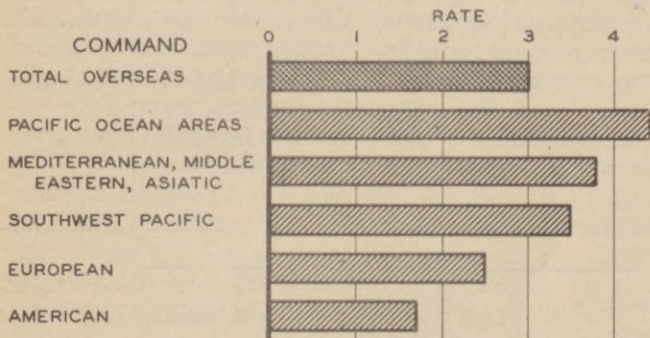 RATE
COMMAND
0 1 2 3 4
TOTAL OVERSEAS
PACIFIC OCEAN AREAS
MEDITERRANEAN, MIDDLE
EASTERN, ASIATIC
SOUTHWEST PACIFIC
EUROPEAN
AMERICAN